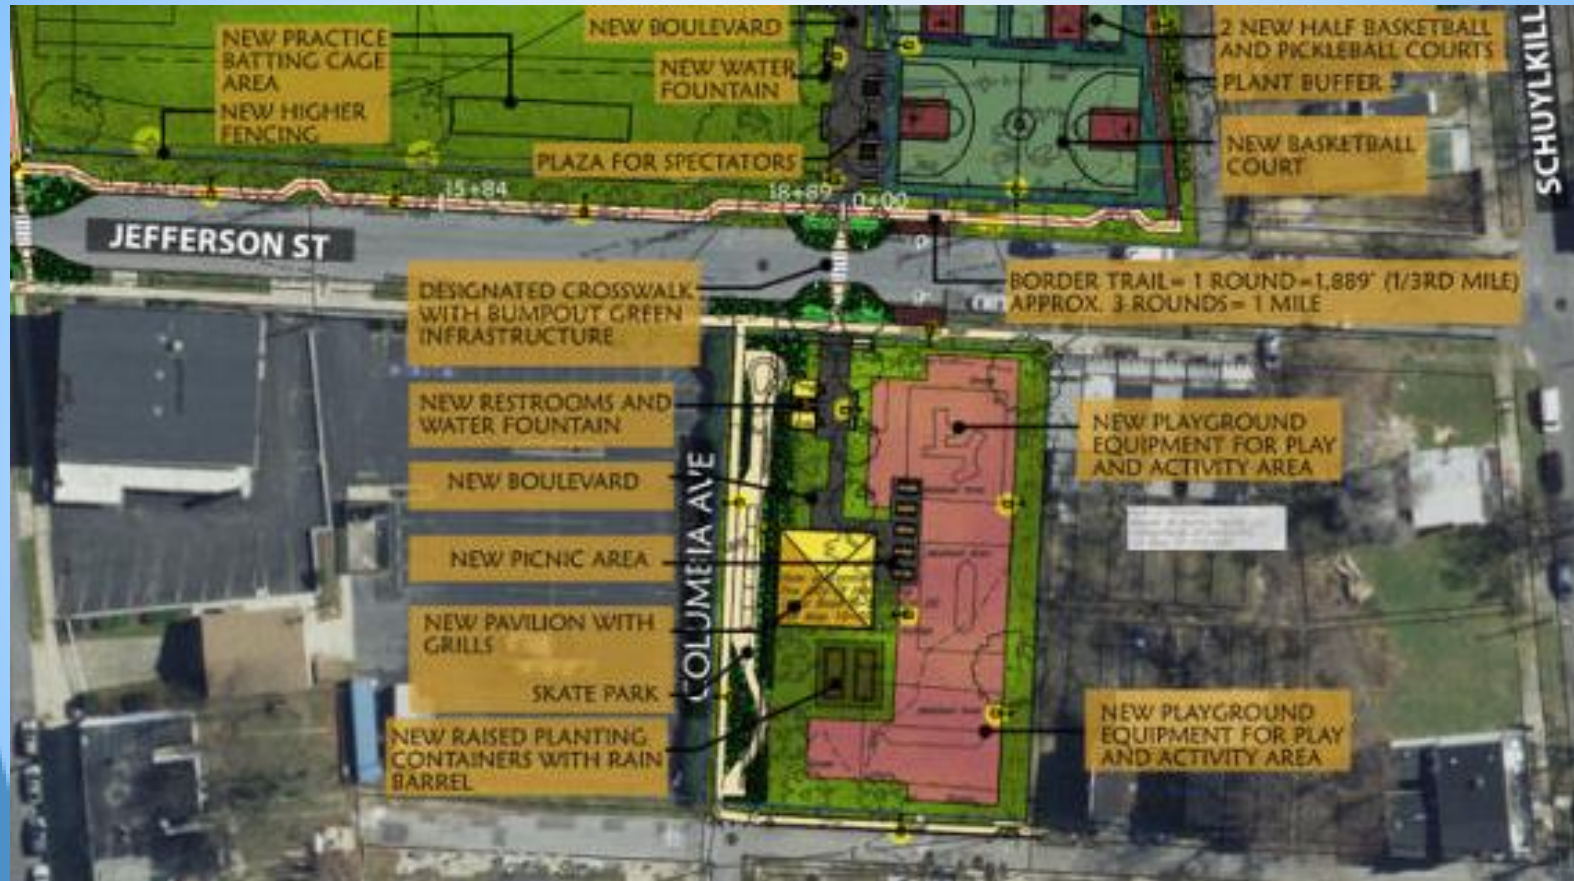 NEW BOULEVARD
2 NEW HALF BASKETBALL
AND PICKLEBALL COURTS
NEW PRACTICE
BATTING CAGE
AREA
NEW WATER
FOUNTAIN
PLANT BUFFER
SCHUYLKILL
NEW HIGHER
FENCING
PLAZA FOR SPECTATORS
NEW BASKETBALL
COURT
15+84
18+89
0+00
JEFFERSON ST
DESIGNATED CROSSWALK
WITH BUMPOUT GREEN
INFRASTRUCTURE
BORDER TRAIL= 1 ROUND=1,889' (1/3RD MILE)
APPROX. 3 ROUNDS= 1 MILE
NEW RESTROOMS AND
WATER FOUNTAIN
NEW PLAYGROUND
EQUIPMENT FOR PLAY
AND ACTIVITY AREA
NEW BOULEVARD
COLUMBIA AVE
NEW PICNIC AREA
NEW PAVILION WITH
GRILLS
SKATE PARK
NEW RAISED PLANTING
CONTAINERS WITH RAIN
BARREL
NEW PLAYGROUND
EQUIPMENT FOR PLAY
AND ACTIVITY AREA